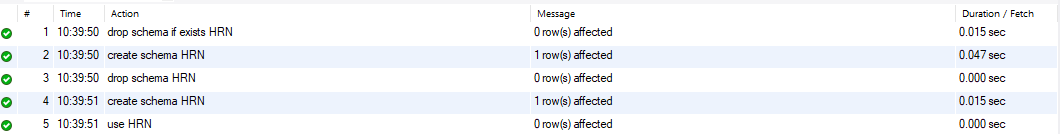 # Time Action Message Duration / Fetch
1 10:39:50 drop schema if exists HRN 0 row(s) affected 0.015 sec
2 10:39:50 create schema HRN 1 row(s) affected 0.047 sec
3 10:39:50 drop schema HRN 0 row(s) affected 0.000 sec
4 10:39:51 create schema HRN 1 row(s) affected 0.015 sec
5 10:39:51 use HRN 0 row(s) affected 0.000 sec